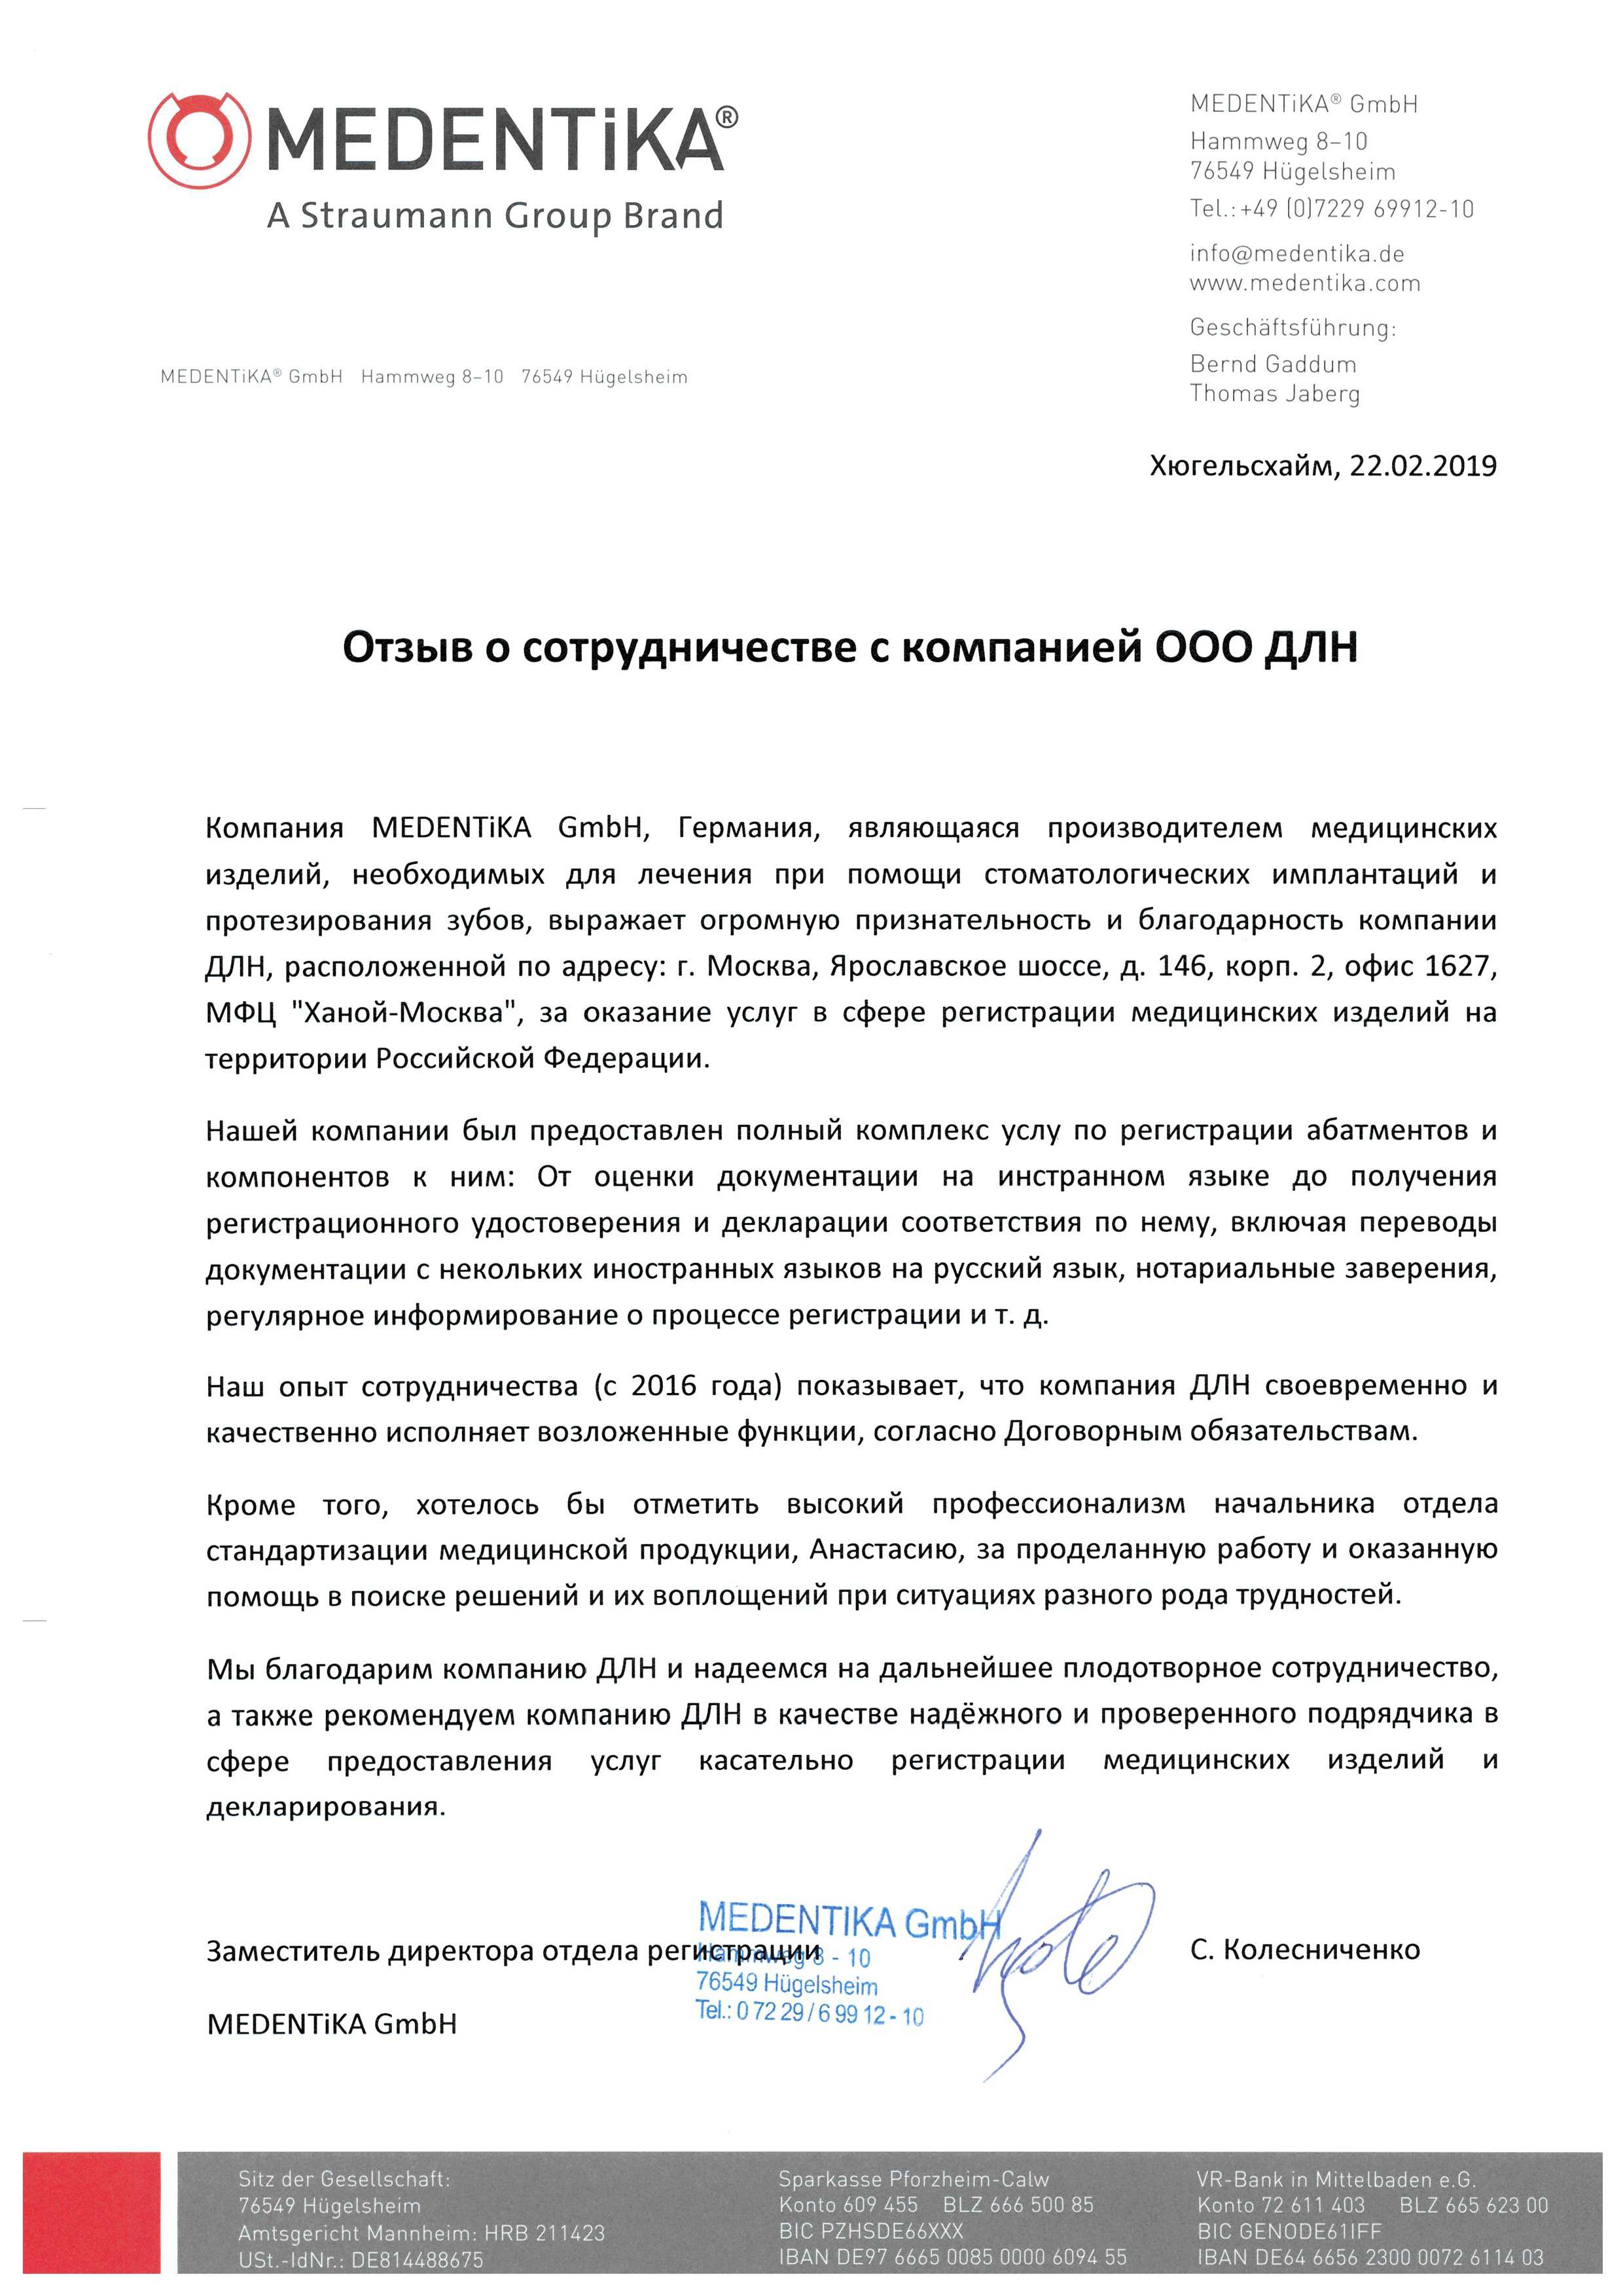 MEDENTiKA®
A Straumann Group Brand
MEDENTiKA® GmbH
Hammweg 8–10
76549 Hügelsheim
Tel.: +49 (0)7229 69912-10
info@medentika.de
www.medentika.com
Geschäftsführung:
Bernd Gaddum
Thomas Jaberg
MEDENTiKA® GmbH Hammweg 8–10 76549 Hügelsheim
Хюгельсхайм, 22.02.2019
Отзыв о сотрудничестве с компанией ООО ДЛН
Компания MEDENTiKA GmbH, Германия, являющаяся производителем медицинских
изделий, необходимых для лечения при помощи стоматологических имплантаций и
протезирования зубов, выражает огромную признательность и благодарность компании
ДЛН, расположенной по адресу: г. Москва, Ярославское шоссе, д. 146, корп. 2, офис 1627,
МФЦ "Ханой-Москва", за оказание услуг в сфере регистрации медицинских изделий на
территории Российской Федерации.
Нашей компании был предоставлен полный комплекс услу по регистрации абатментов и
компонентов к ним: От оценки документации на инстранном языке до получения
регистрационного удостоверения и декларации соответствия по нему, включая переводы
документации с некольких иностранных языков на русский язык, нотариальные заверения,
регулярное информирование о процессе регистрации и т. д.
Наш опыт сотрудничества (с 2016 года) показывает, что компания ДЛН своевременно и
качественно исполняет возложенные функции, согласно Договорным обязательствам.
Кроме того, хотелось бы отметить высокий профессионализм начальника отдела
стандартизации медицинской продукции, Анастасию, за проделанную работу и оказанную
помощь в поиске решений и их воплощений при ситуациях разного рода трудностей.
Мы благодарим компанию ДЛН и надеемся на дальнейшее плодотворное сотрудничество,
а также рекомендуем компанию ДЛН в качестве надёжного и проверенного подрядчика в
сфере предоставления услуг касательно регистрации медицинских изделий и
декларирования.
MEDENTIKA GmbH
Hammweg 8 - 10
76549 Hügelsheim
Tel.: 0 72 29 / 6 99 12 - 10
Заместитель директора отдела регистрации
С. Колесниченко
MEDENTiKA GmbH
Sitz der Gesellschaft:
76549 Hügelsheim
Amtsgericht Mannheim: HRB 211423
USt.-IdNr.: DE814488675
Sparkasse Pforzheim-Calw
Konto 609 455 BLZ 666 500 85
BIC PZHSDE66XXX
IBAN DE97 6665 0085 0000 6094 55
VR-Bank in Mittelbaden e.G.
Konto 72 611 403 BLZ 665 623 00
BIC GENODE61IFF
IBAN DE64 6656 2300 0072 6114 03